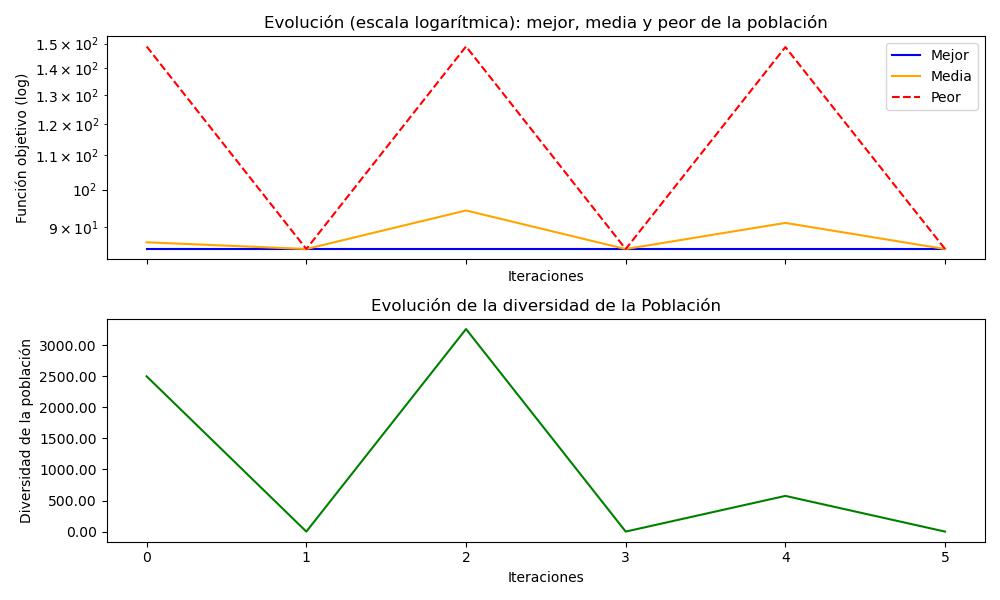 Evolución (escala logarítmica): mejor, media y peor de la población
Función objetivo (log)
1.5 × 10²
1.4 × 10²
1.3 × 10²
1.2 × 10²
1.1 × 10²
10²
9 × 10¹
Mejor
Media
Peor
Iteraciones
Evolución de la diversidad de la Población
Diversidad de la población
3000.00
2500.00
2000.00
1500.00
1000.00
500.00
0.00
0 1 2 3 4 5
Iteraciones